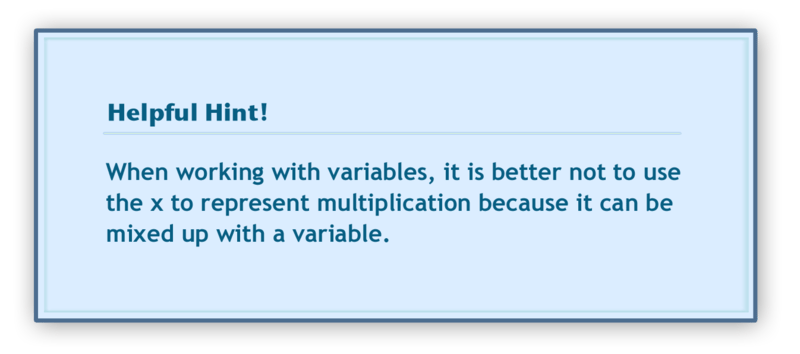 Helpful Hint!
When working with variables, it is better not to use
the x to represent multiplication because it can be
mixed up with a variable.